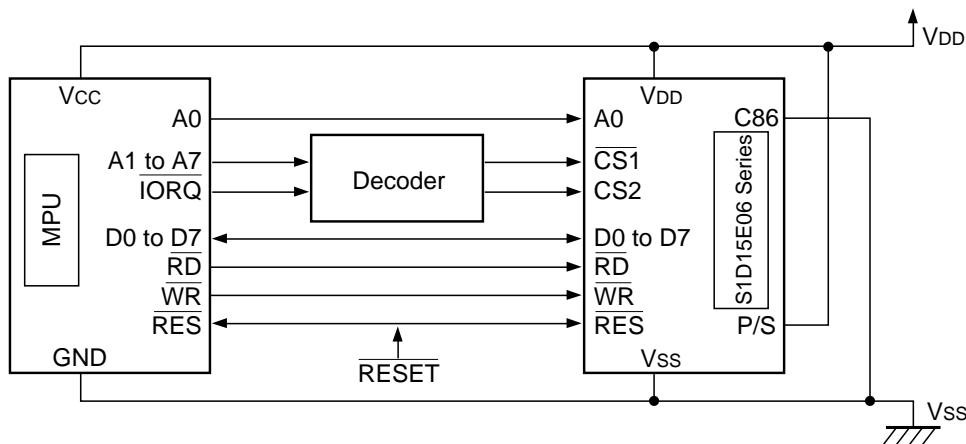 VDD
VCC
A0
A1 to A7
IORQ
D0 to D7
RD
WR
RES
GND
MPU
Decoder
RESET
VDD
A0
CS1
CS2
D0 to D7
RD
WR
RES
VSS
C86
S1D15E06 Series
P/S
VSS